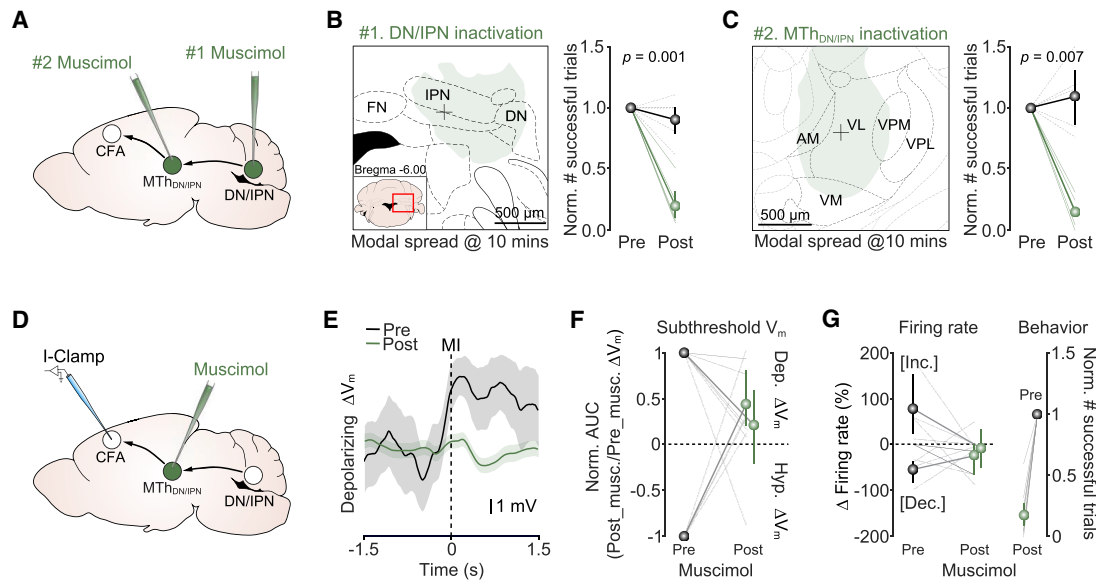 A
#2 Muscimol
#1 Muscimol
CFA
MTh_DN/IPN
DN/IPN
B
#1. DN/IPN inactivation
FN
IPN
DN
Bregma -6.00
500 µm
Modal spread @ 10 mins
Norm. # successful trials
1.5
1.0
0.5
0.0
p = 0.001
Pre Post
C
#2. MTh_DN/IPN inactivation
AM
VL
VPM
VPL
VM
500 µm
Modal spread @10 mins
Norm. # successful trials
1.5
1.0
0.5
0.0
p = 0.007
Pre Post
D
I-Clamp
Muscimol
CFA
MTh_DN/IPN
DN/IPN
E
Pre
Post
MI
Depolarizing ΔVm
1 mV
-1.5 0 1.5
Time (s)
F
Subthreshold Vm
Norm. AUC
(Post_musc./Pre_musc. ΔVm)
1
0.5
0
-0.5
-1
Dep. ΔVm
Hyp. ΔVm
Pre Post
Muscimol
G
Firing rate
Δ Firing rate (%)
200
100
0
-100
-200
[Inc.]
[Dec.]
Pre Post
Behavior
Pre
Post
1.5
1
0.5
0
Norm. # successful trials
Muscimol